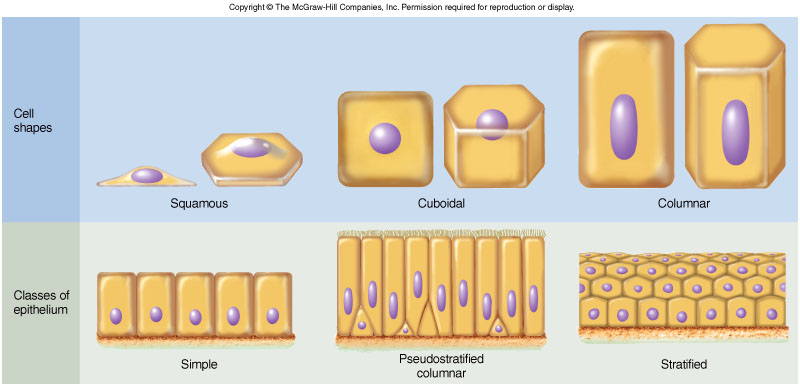 Copyright © The McGraw-Hill Companies, Inc. Permission required for reproduction or display.
Cell
shapes
Squamous
Cuboidal
Columnar
Classes of
epithelium
Simple
Pseudostratified
columnar
Stratified